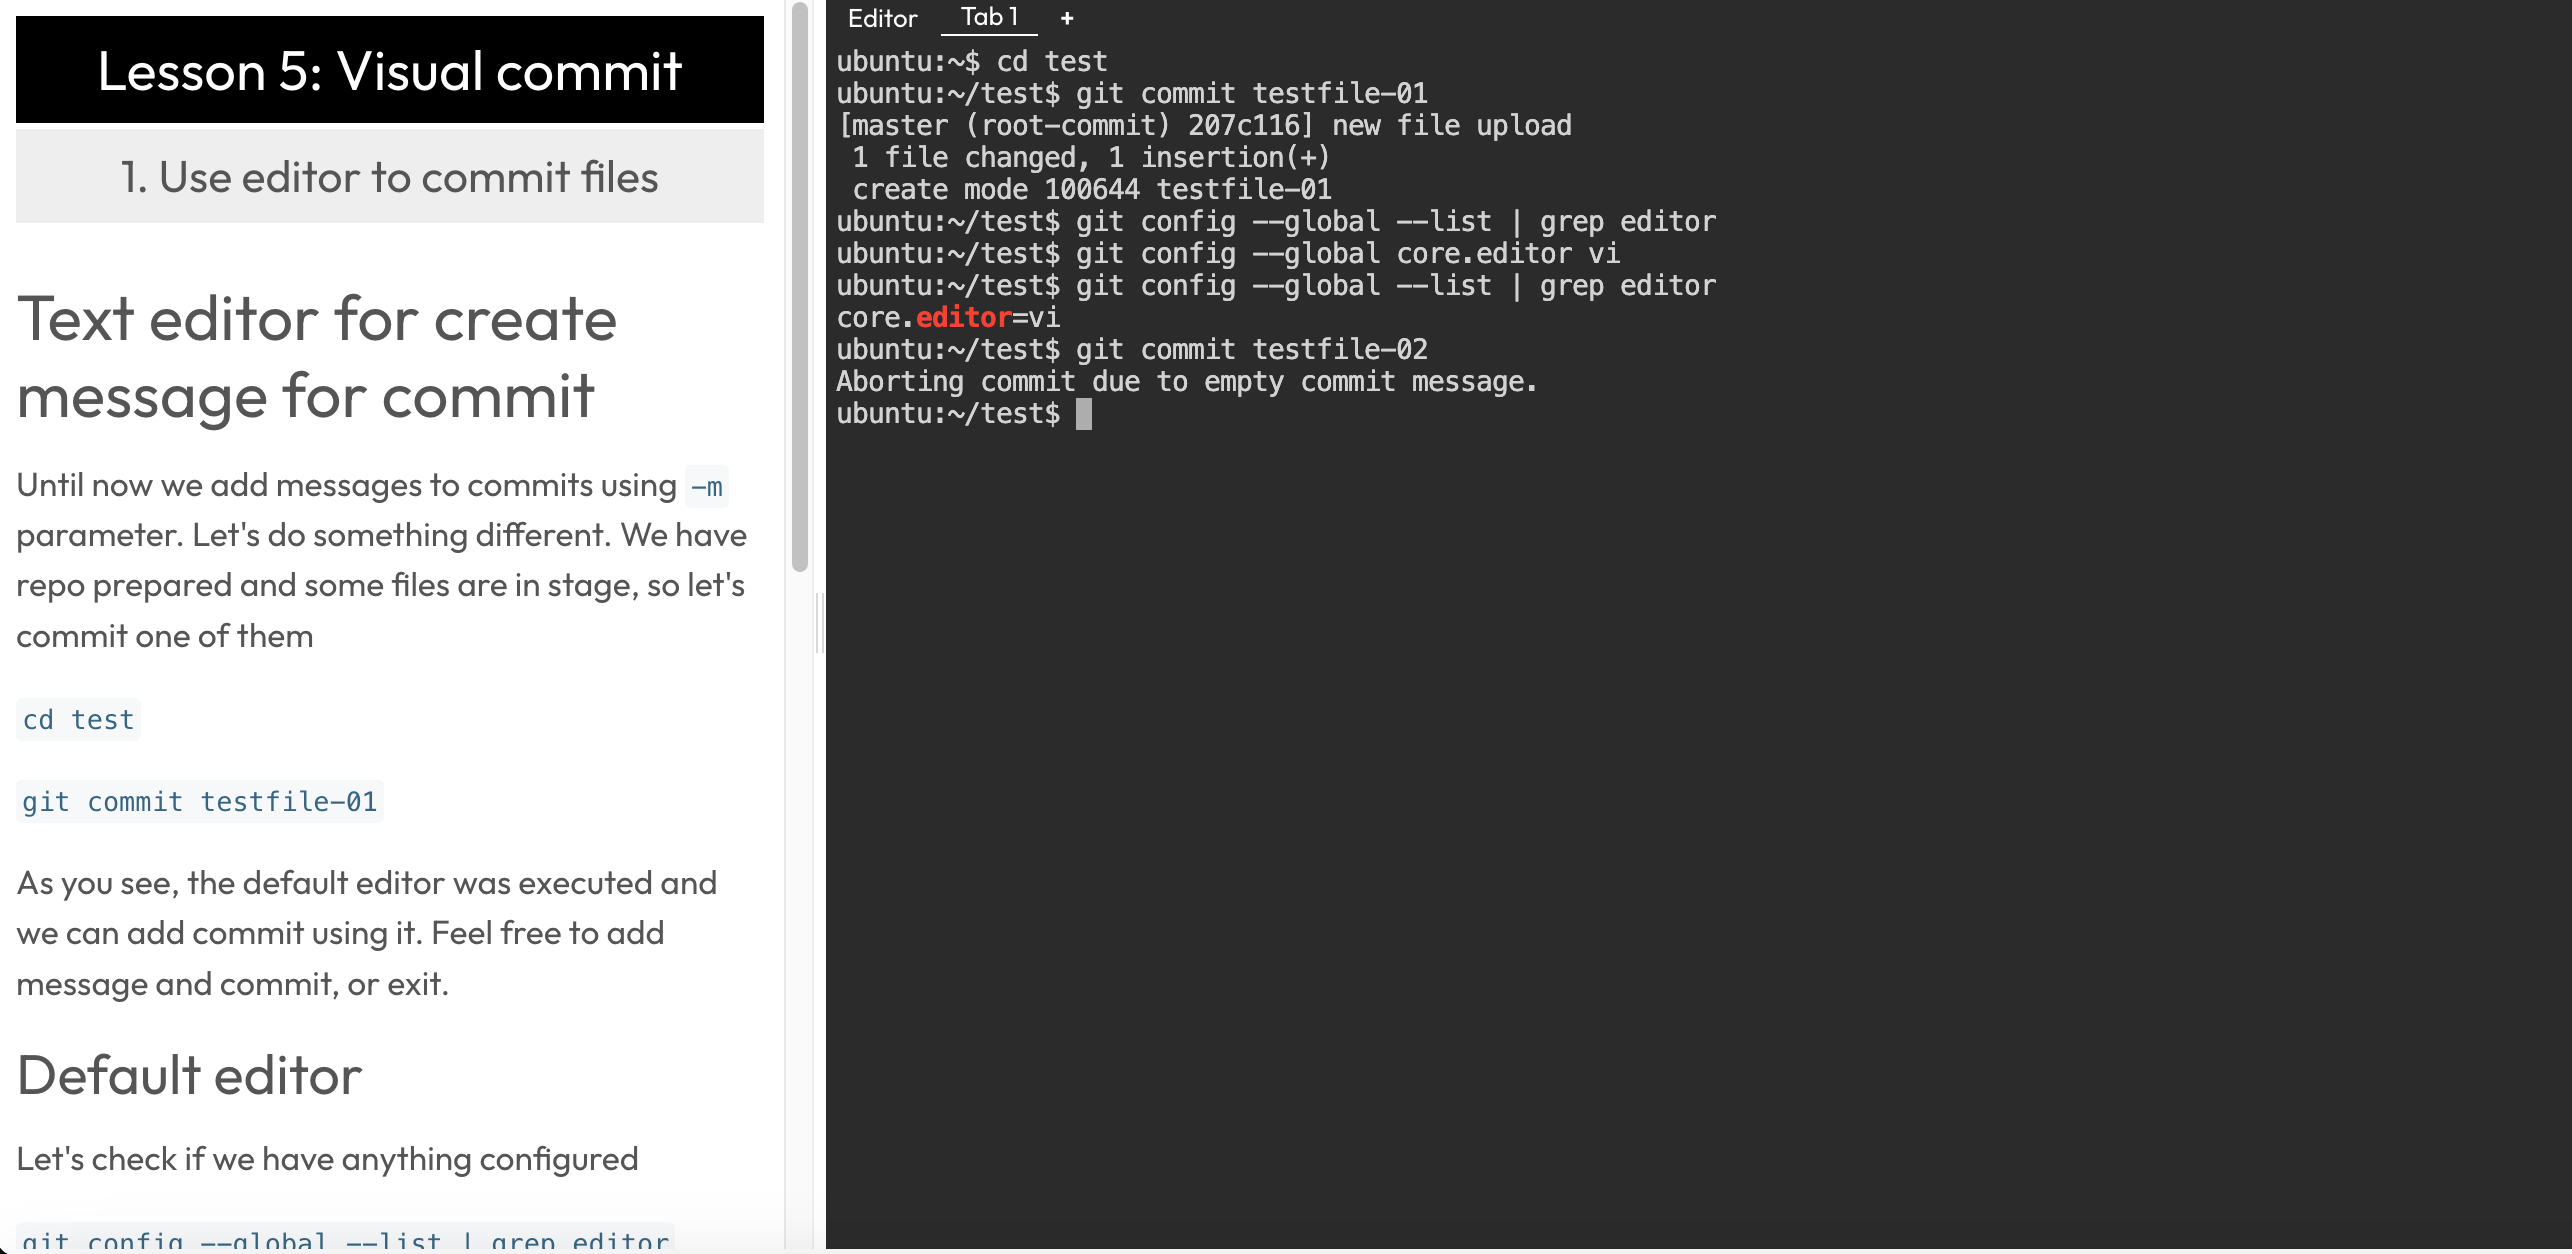 Lesson 5: Visual commit
1. Use editor to commit files
Text editor for create
message for commit
Until now we add messages to commits using -m
parameter. Let's do something different. We have
repo prepared and some files are in stage, so let's
commit one of them
cd test
git commit testfile-01
As you see, the default editor was executed and
we can add commit using it. Feel free to add
message and commit, or exit.
Default editor
Let's check if we have anything configured
git config --global --list | grep editor
Editor Tab 1 +
ubuntu:~$ cd test
ubuntu:~/test$ git commit testfile-01
[master (root-commit) 207c116] new file upload
 1 file changed, 1 insertion(+)
 create mode 100644 testfile-01
ubuntu:~/test$ git config --global --list | grep editor
ubuntu:~/test$ git config --global core.editor vi
ubuntu:~/test$ git config --global --list | grep editor
core.editor=vi
ubuntu:~/test$ git commit testfile-02
Aborting commit due to empty commit message.
ubuntu:~/test$